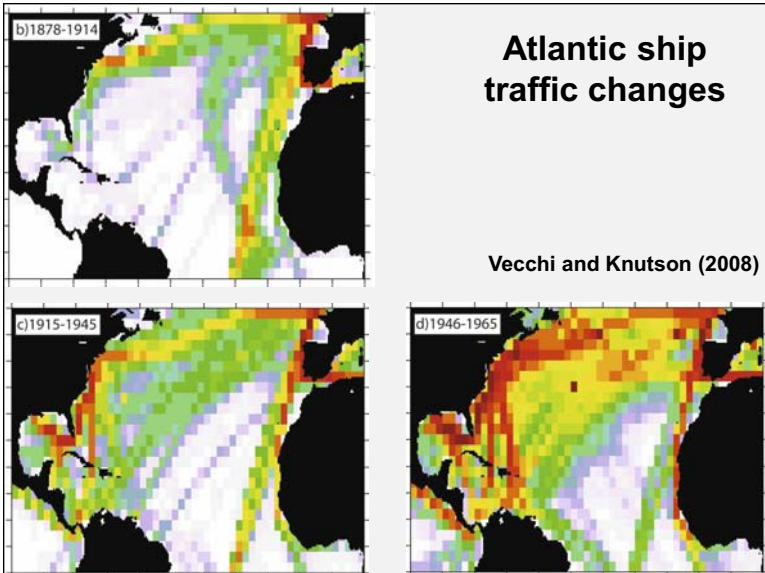 b)1878-1914
Atlantic ship
traffic changes
Vecchi and Knutson (2008)
c)1915-1945
d)1946-1965